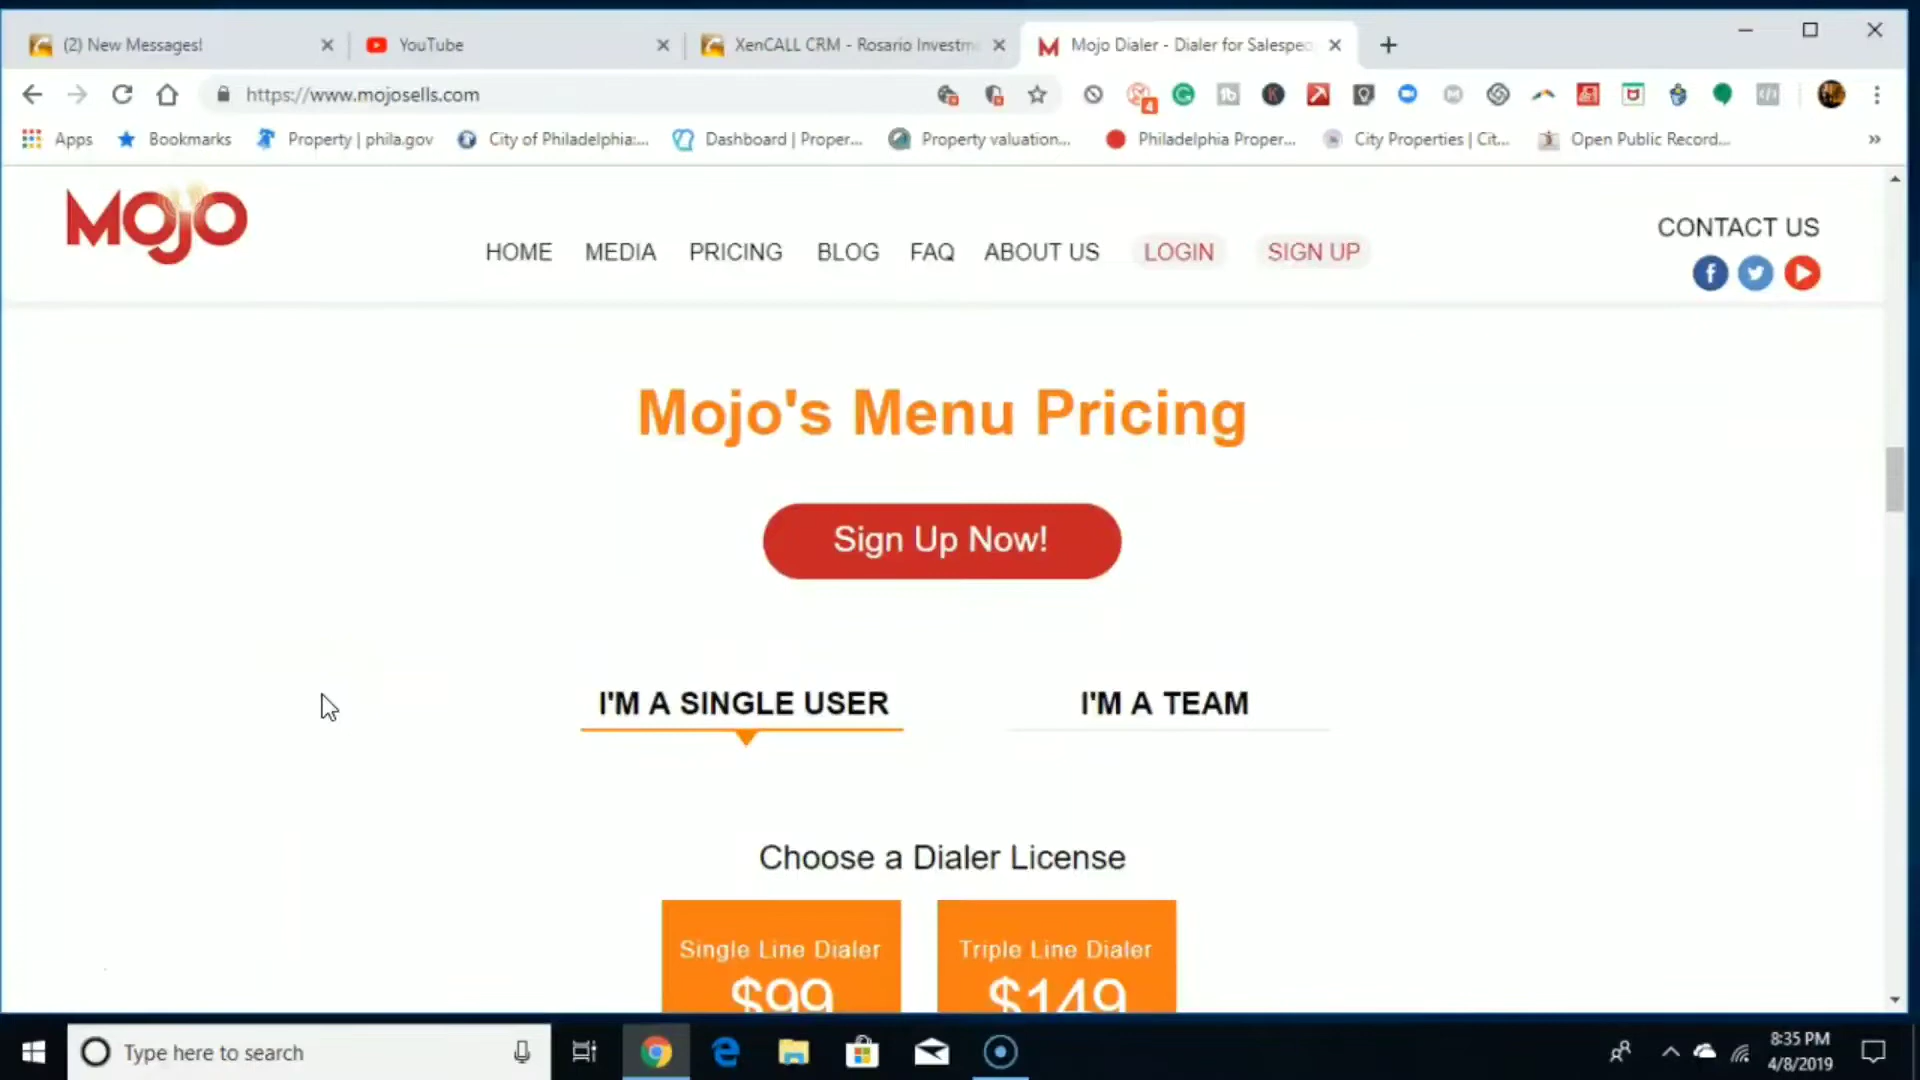 (2) New Messages!
YouTube
XenCALL CRM - Rosario Investm
Mojo Dialer - Dialer for Salespeo
https://www.mojosells.com
4
Apps
Bookmarks
Property | phila.gov
City of Philadelphia:...
Dashboard | Proper...
Property valuation...
Philadelphia Proper...
City Properties | Cit...
Open Public Record...
MOJO
HOME
MEDIA
PRICING
BLOG
FAQ
ABOUT US
LOGIN
SIGN UP
CONTACT US
Mojo's Menu Pricing
Sign Up Now!
I'M A SINGLE USER
I'M A TEAM
Choose a Dialer License
Single Line Dialer
$99
Triple Line Dialer
$149
Type here to search
8:35 PM
4/8/2019